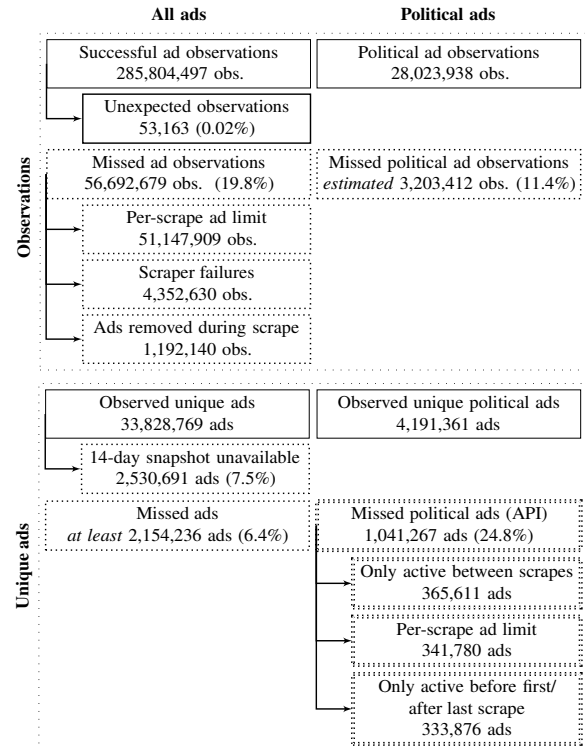 All ads
Political ads
Observations
Successful ad observations
285,804,497 obs.
Political ad observations
28,023,938 obs.
Unexpected observations
53,163 (0.02%)
Missed ad observations
56,692,679 obs. (19.8%)
Missed political ad observations
estimated 3,203,412 obs. (11.4%)
Per-scrape ad limit
51,147,909 obs.
Scraper failures
4,352,630 obs.
Ads removed during scrape
1,192,140 obs.
Unique ads
Observed unique ads
33,828,769 ads
Observed unique political ads
4,191,361 ads
14-day snapshot unavailable
2,530,691 ads (7.5%)
Missed ads
at least 2,154,236 ads (6.4%)
Missed political ads (API)
1,041,267 ads (24.8%)
Only active between scrapes
365,611 ads
Per-scrape ad limit
341,780 ads
Only active before first/
after last scrape
333,876 ads